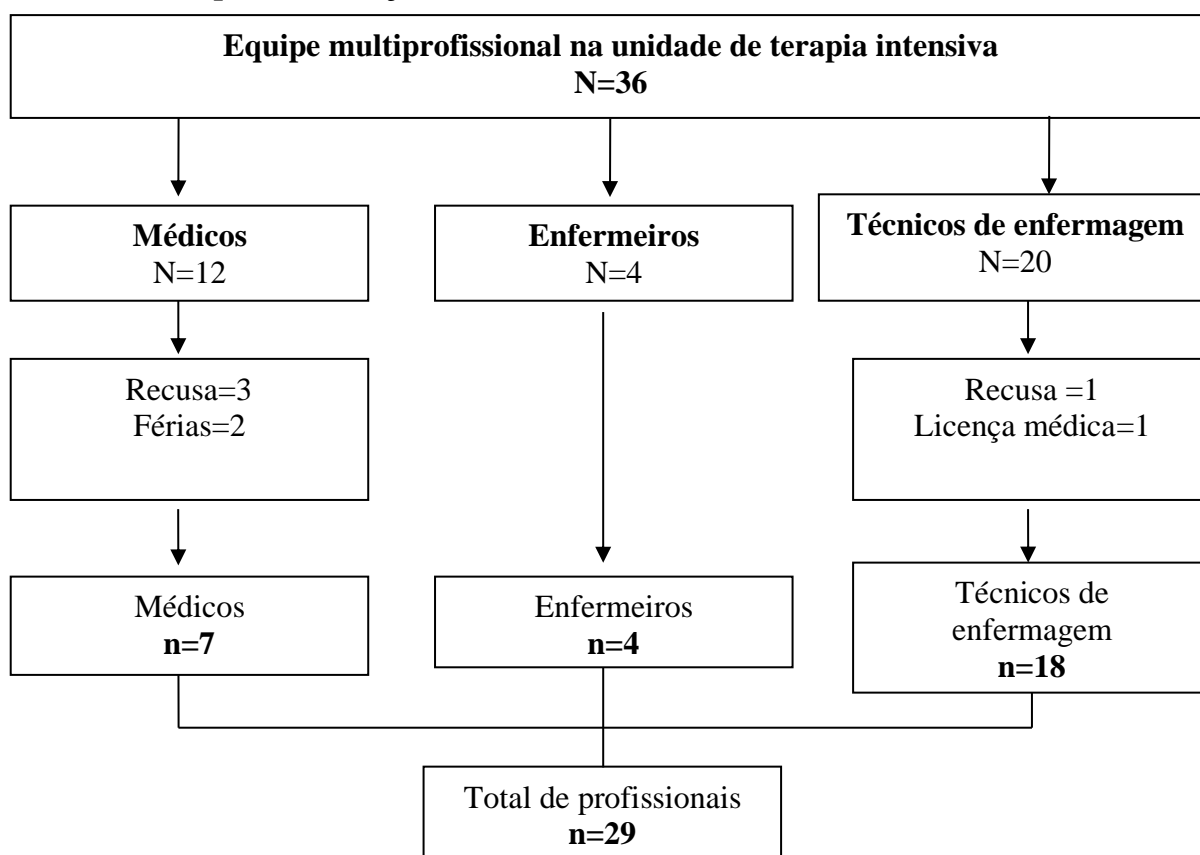 Equipe multiprofissional na unidade de terapia intensiva
N=36
Médicos
N=12
Enfermeiros
N=4
Técnicos de enfermagem
N=20
Recusa=3
Férias=2
Recusa =1
Licença médica=1
Médicos
n=7
Enfermeiros
n=4
Técnicos de
enfermagem
n=18
Total de profissionais
n=29